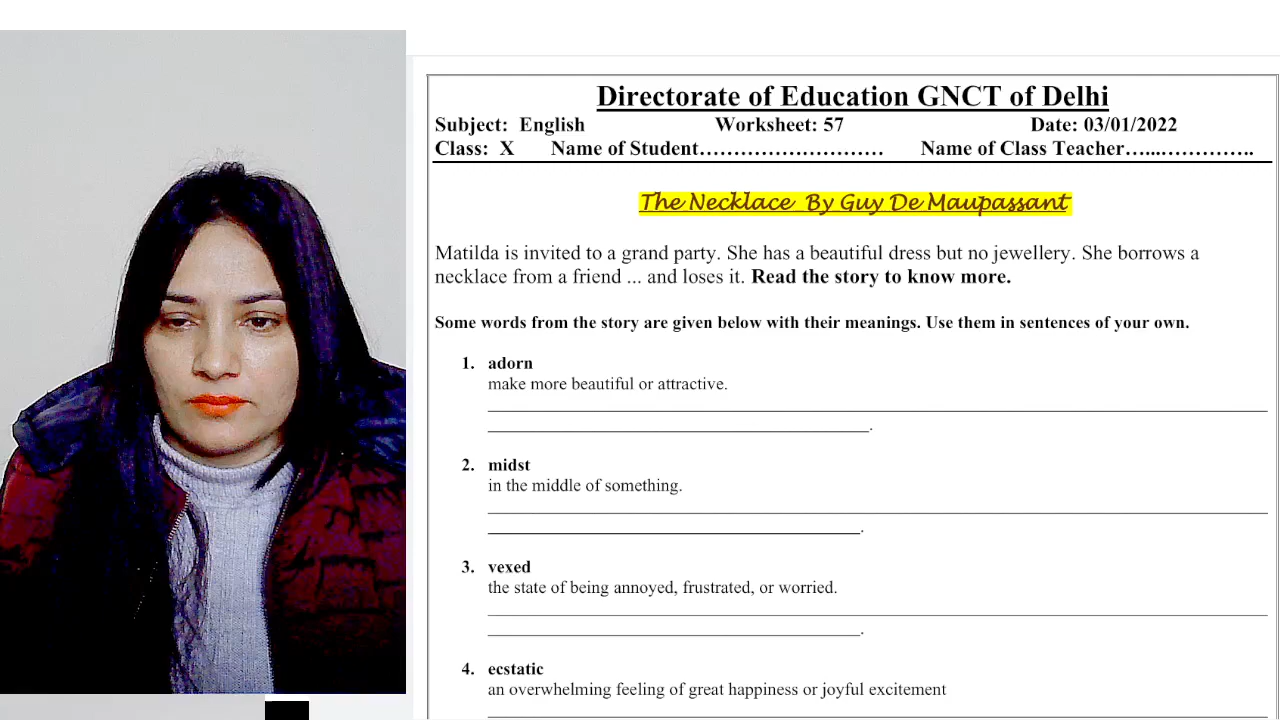 Directorate of Education GNCT of Delhi
Subject: English Worksheet: 57 Date: 03/01/2022
Class: X Name of Student……………………… Name of Class Teacher…...…………..
The Necklace By Guy De Maupassant
Matilda is invited to a grand party. She has a beautiful dress but no jewellery. She borrows a
necklace from a friend ... and loses it. Read the story to know more.
Some words from the story are given below with their meanings. Use them in sentences of your own.
1. adorn
make more beautiful or attractive.
2. midst
in the middle of something.
3. vexed
the state of being annoyed, frustrated, or worried.
4. ecstatic
an overwhelming feeling of great happiness or joyful excitement